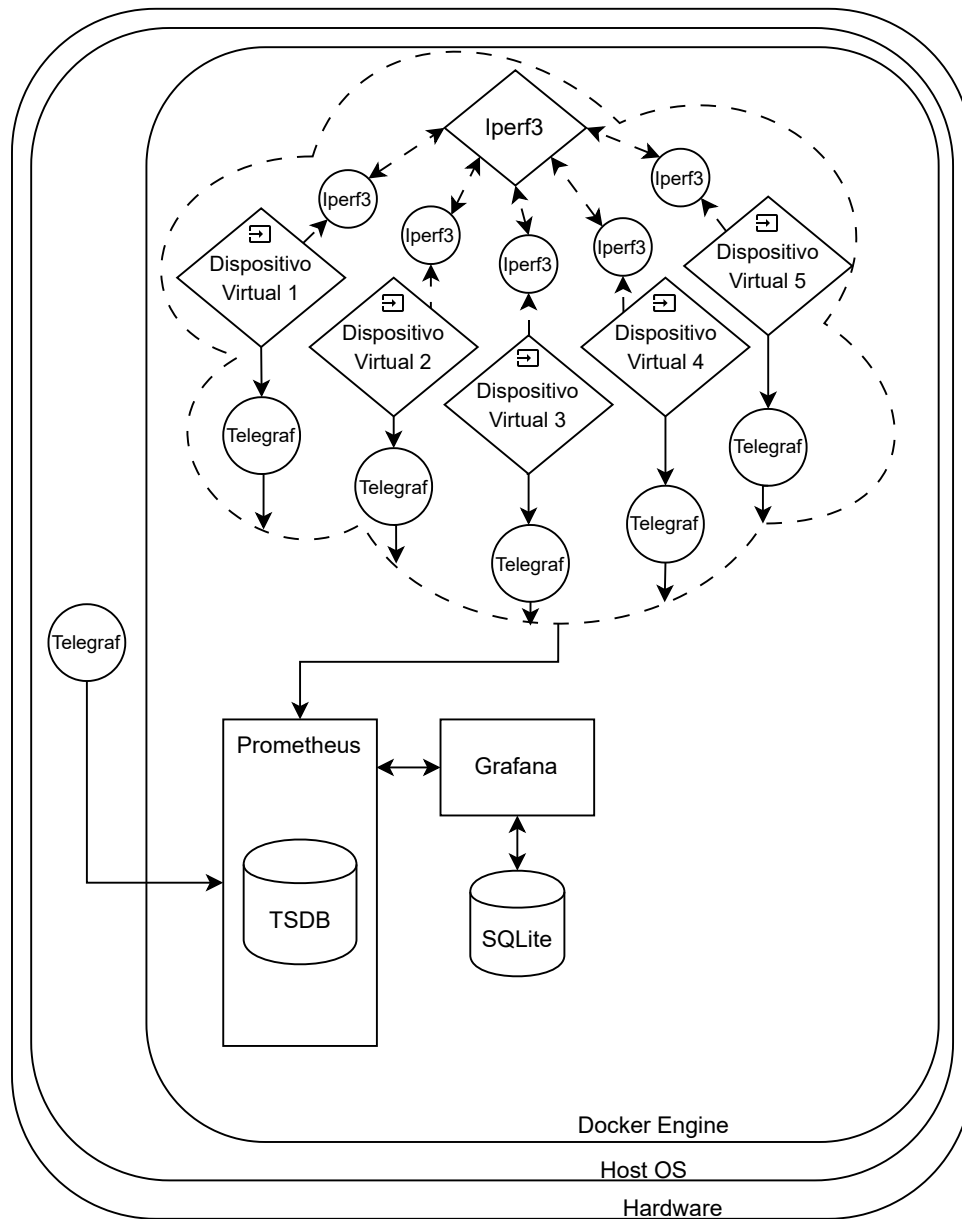 Iperf3
Iperf3
Iperf3
Iperf3
Iperf3
Iperf3
Dispositivo
Virtual 1
Dispositivo
Virtual 2
Dispositivo
Virtual 3
Dispositivo
Virtual 4
Dispositivo
Virtual 5
Telegraf
Telegraf
Telegraf
Telegraf
Telegraf
Telegraf
Prometheus
Grafana
TSDB
SQLite
Docker Engine
Host OS
Hardware